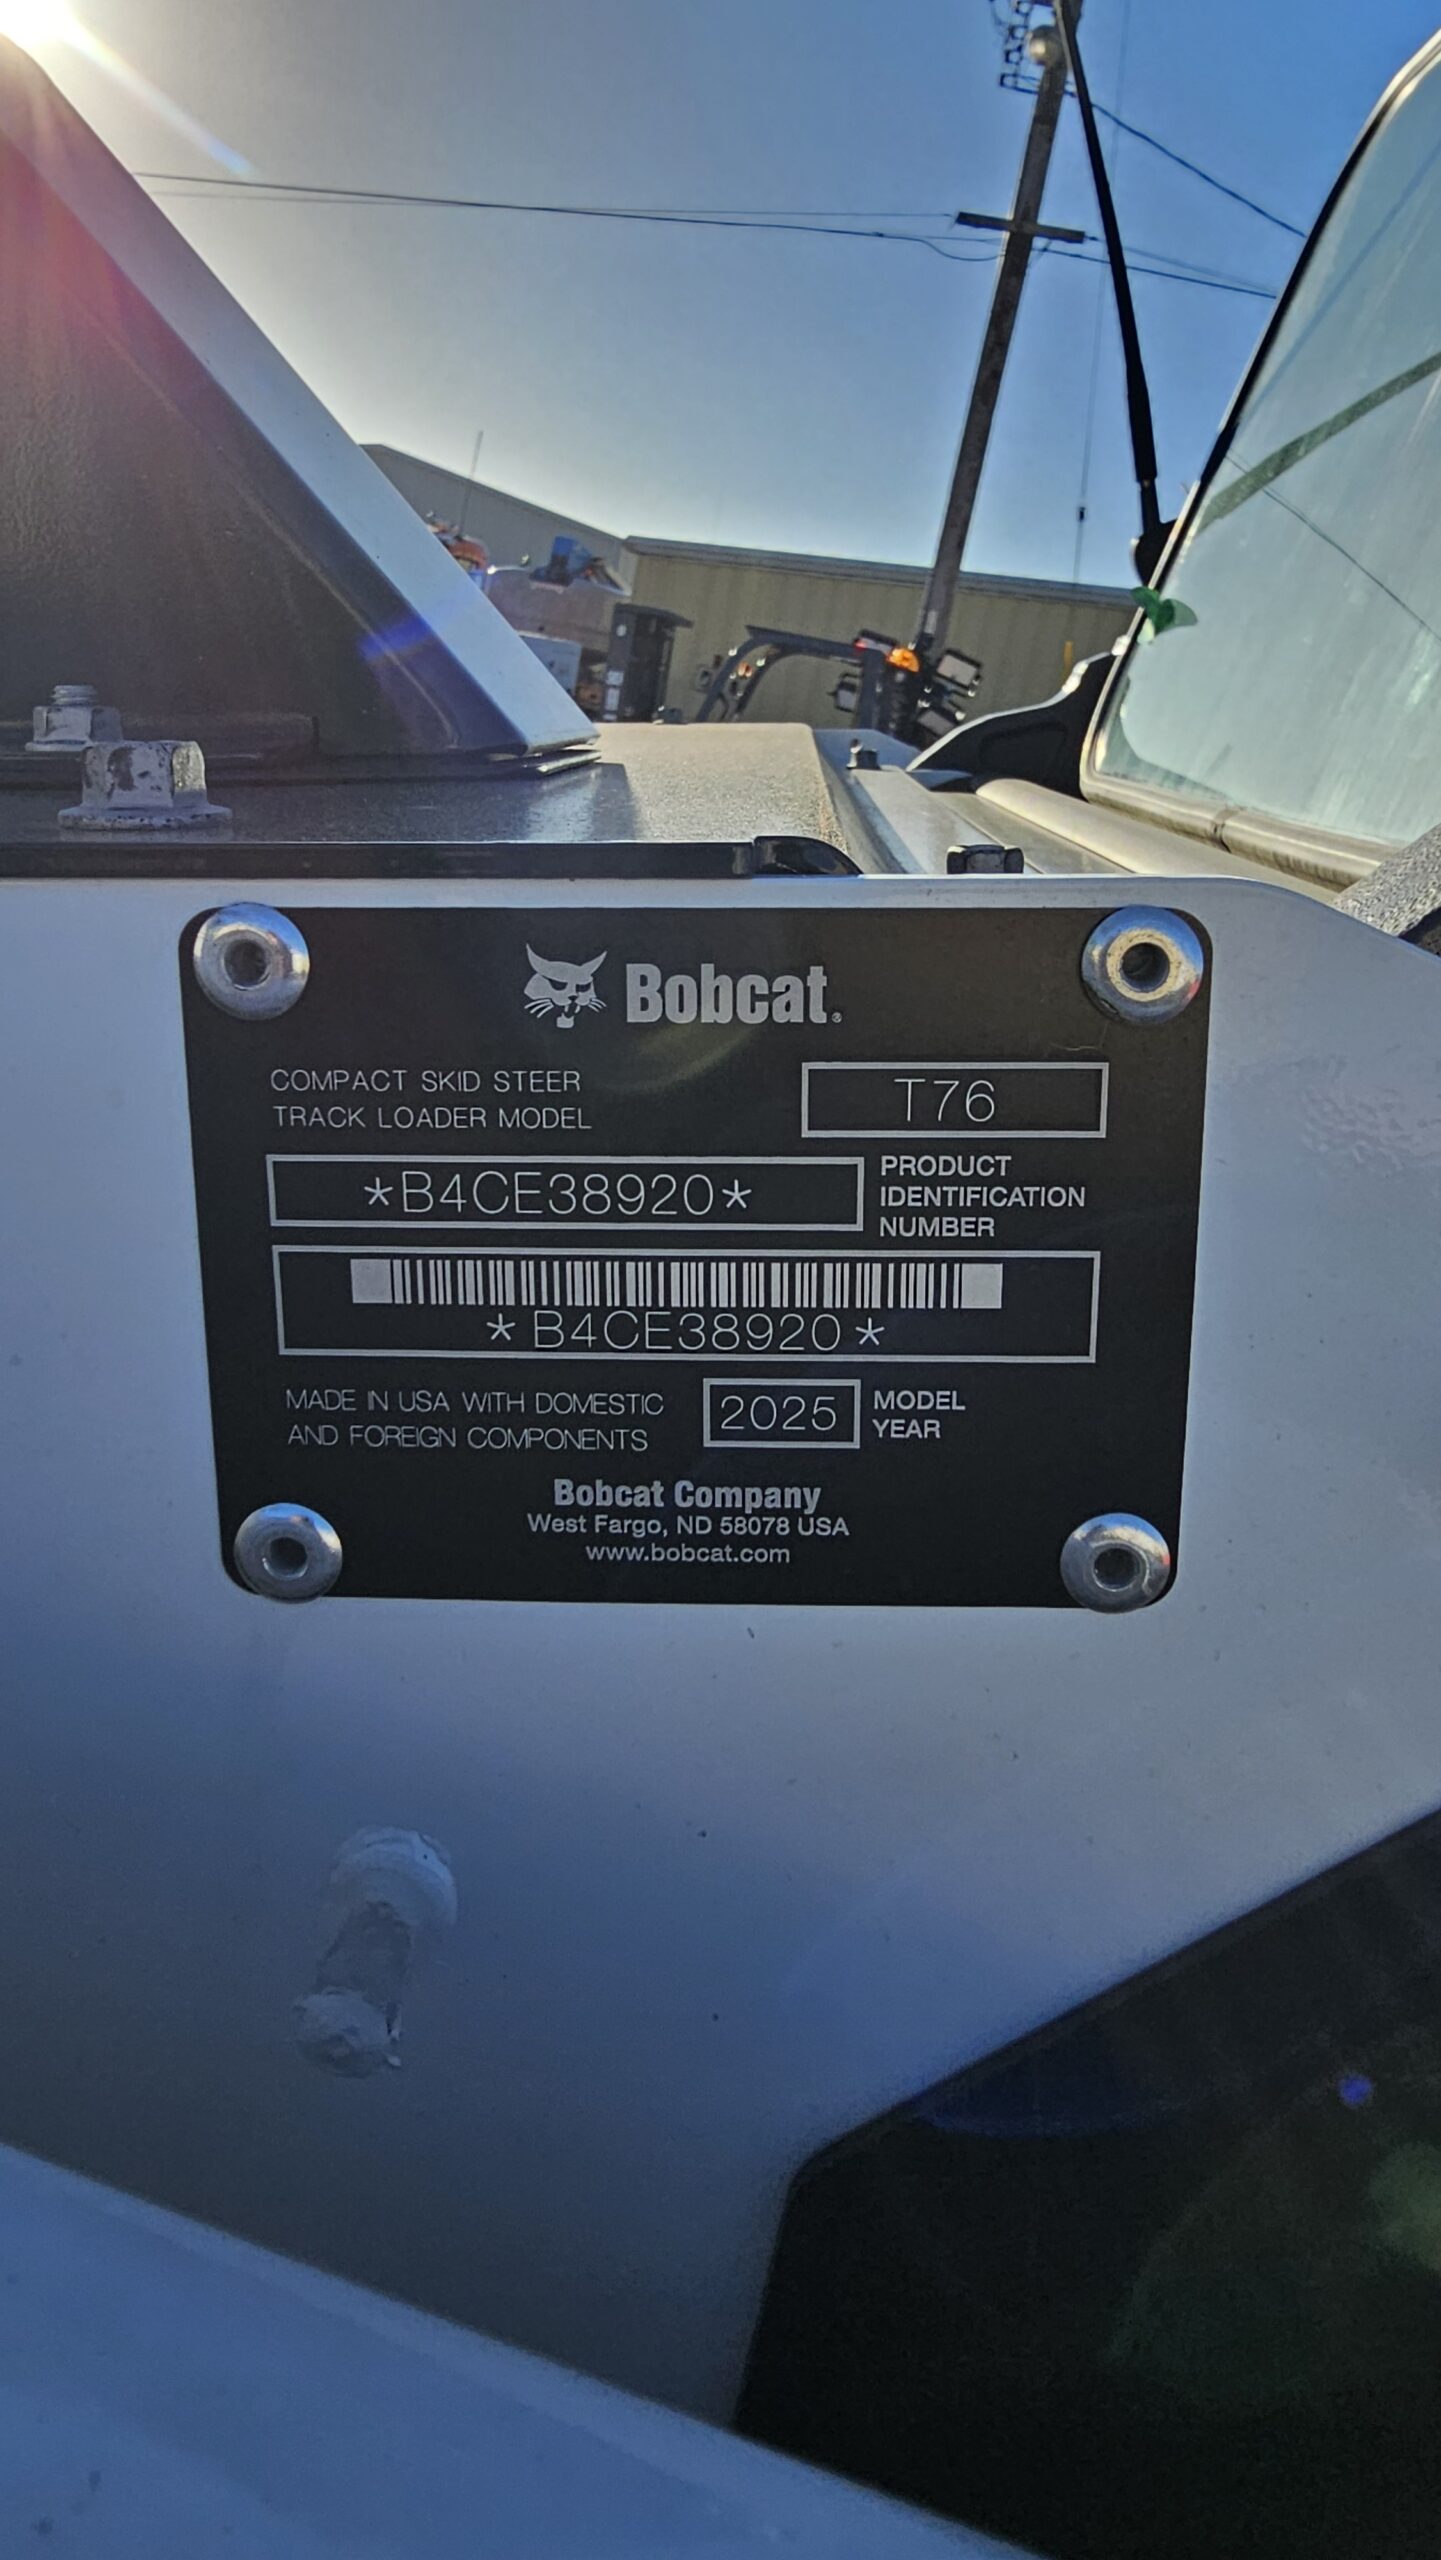 Bobcat®
COMPACT SKID STEER
TRACK LOADER MODEL
T76
*B4CE38920*
PRODUCT
IDENTIFICATION
NUMBER
*B4CE38920*
MADE IN USA WITH DOMESTIC
AND FOREIGN COMPONENTS
2025
MODEL
YEAR
Bobcat Company
West Fargo, ND 58078 USA
www.bobcat.com